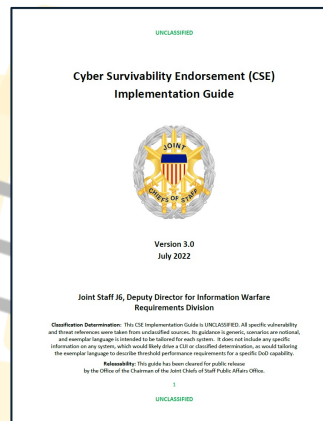 UNCLASSIFIED
Cyber Survivability Endorsement (CSE)
Implementation Guide
JOINT
CHIEFS OF STAFF
Version 3.0
July 2022
Joint Staff J6, Deputy Director for Information Warfare
Requirements Division
Classification Determination: This CSE Implementation Guide is UNCLASSIFIED. All specific vulnerability
and threat references were taken from unclassified sources. Its guidance is generic, scenarios are notional,
and exemplar language is intended to be tailored for each system. It does not include any specific
information on any system, which would likely drive a CUI or classified determination, as would tailoring
the exemplar language to describe threshold performance requirements for a specific DoD capability.
Releasability: This guide has been cleared for public release
by the Office of the Chairman of the Joint Chiefs of Staff Public Affairs Office.
1
UNCLASSIFIED